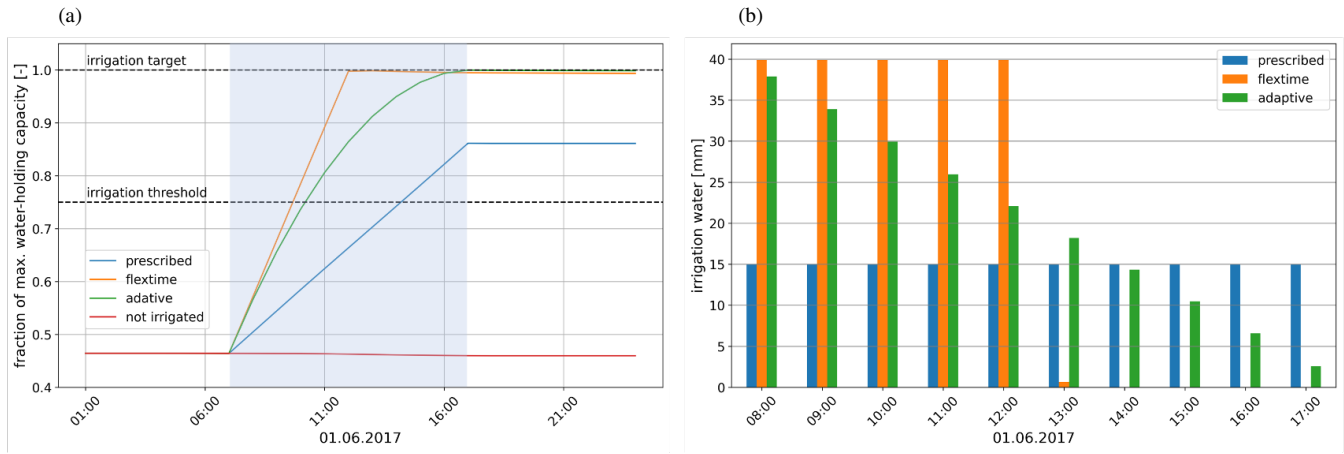 (a)
fraction of max. water-holding capacity [-]
1.0
0.9
0.8
0.7
0.6
0.5
0.4
irrigation target
irrigation threshold
prescribed
flextime
adative
not irrigated
01:00
06:00
11:00
16:00
21:00
01.06.2017
(b)
irrigation water [mm]
40
35
30
25
20
15
10
5
0
prescribed
flextime
adaptive
08:00
09:00
10:00
11:00
12:00
13:00
14:00
15:00
16:00
17:00
01.06.2017